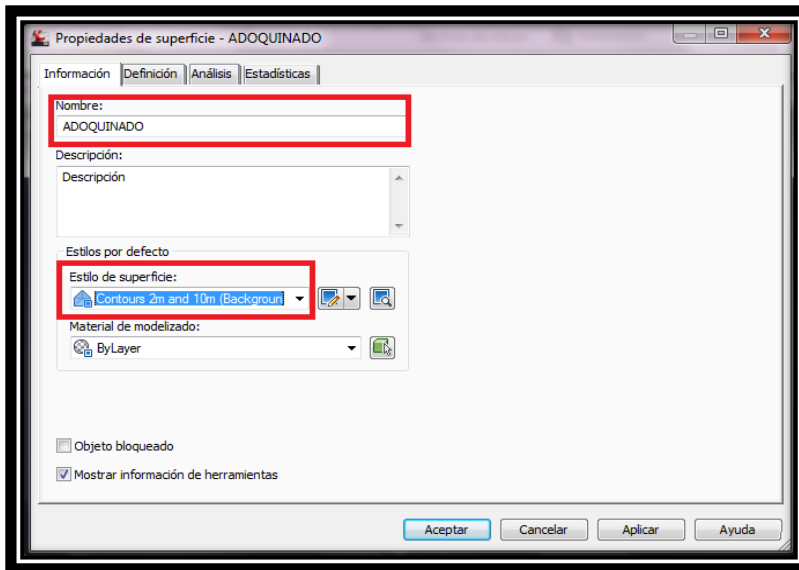 Propiedades de superficie - ADOQUINADO
Información Definición Análisis Estadísticas
Nombre:
ADOQUINADO
Descripción:
Descripción
Estilos por defecto
Estilo de superficie:
Contours 2m and 10m (Backgroun
Material de modelizado:
ByLayer
Objeto bloqueado
Mostrar información de herramientas
Aceptar Cancelar Aplicar Ayuda